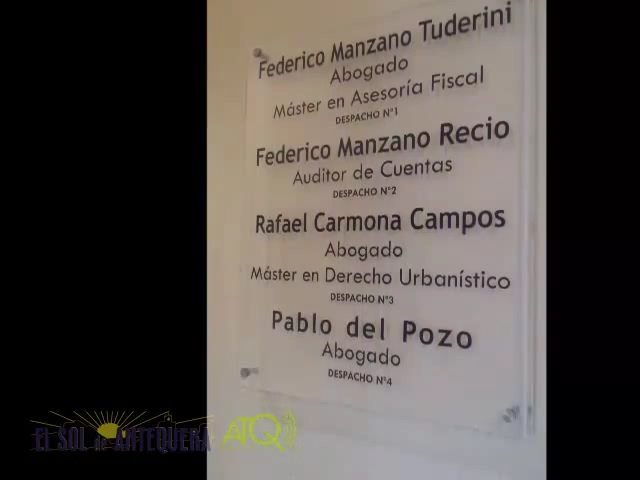 Federico Manzano Tuderini
Abogado
Máster en Asesoría Fiscal
DESPACHO Nº1
Federico Manzano Recio
Auditor de Cuentas
DESPACHO Nº2
Rafael Carmona Campos
Abogado
Máster en Derecho Urbanístico
DESPACHO Nº3
Pablo del Pozo
Abogado
DESPACHO Nº4
EL SOL de ANTEQUERA ATQ